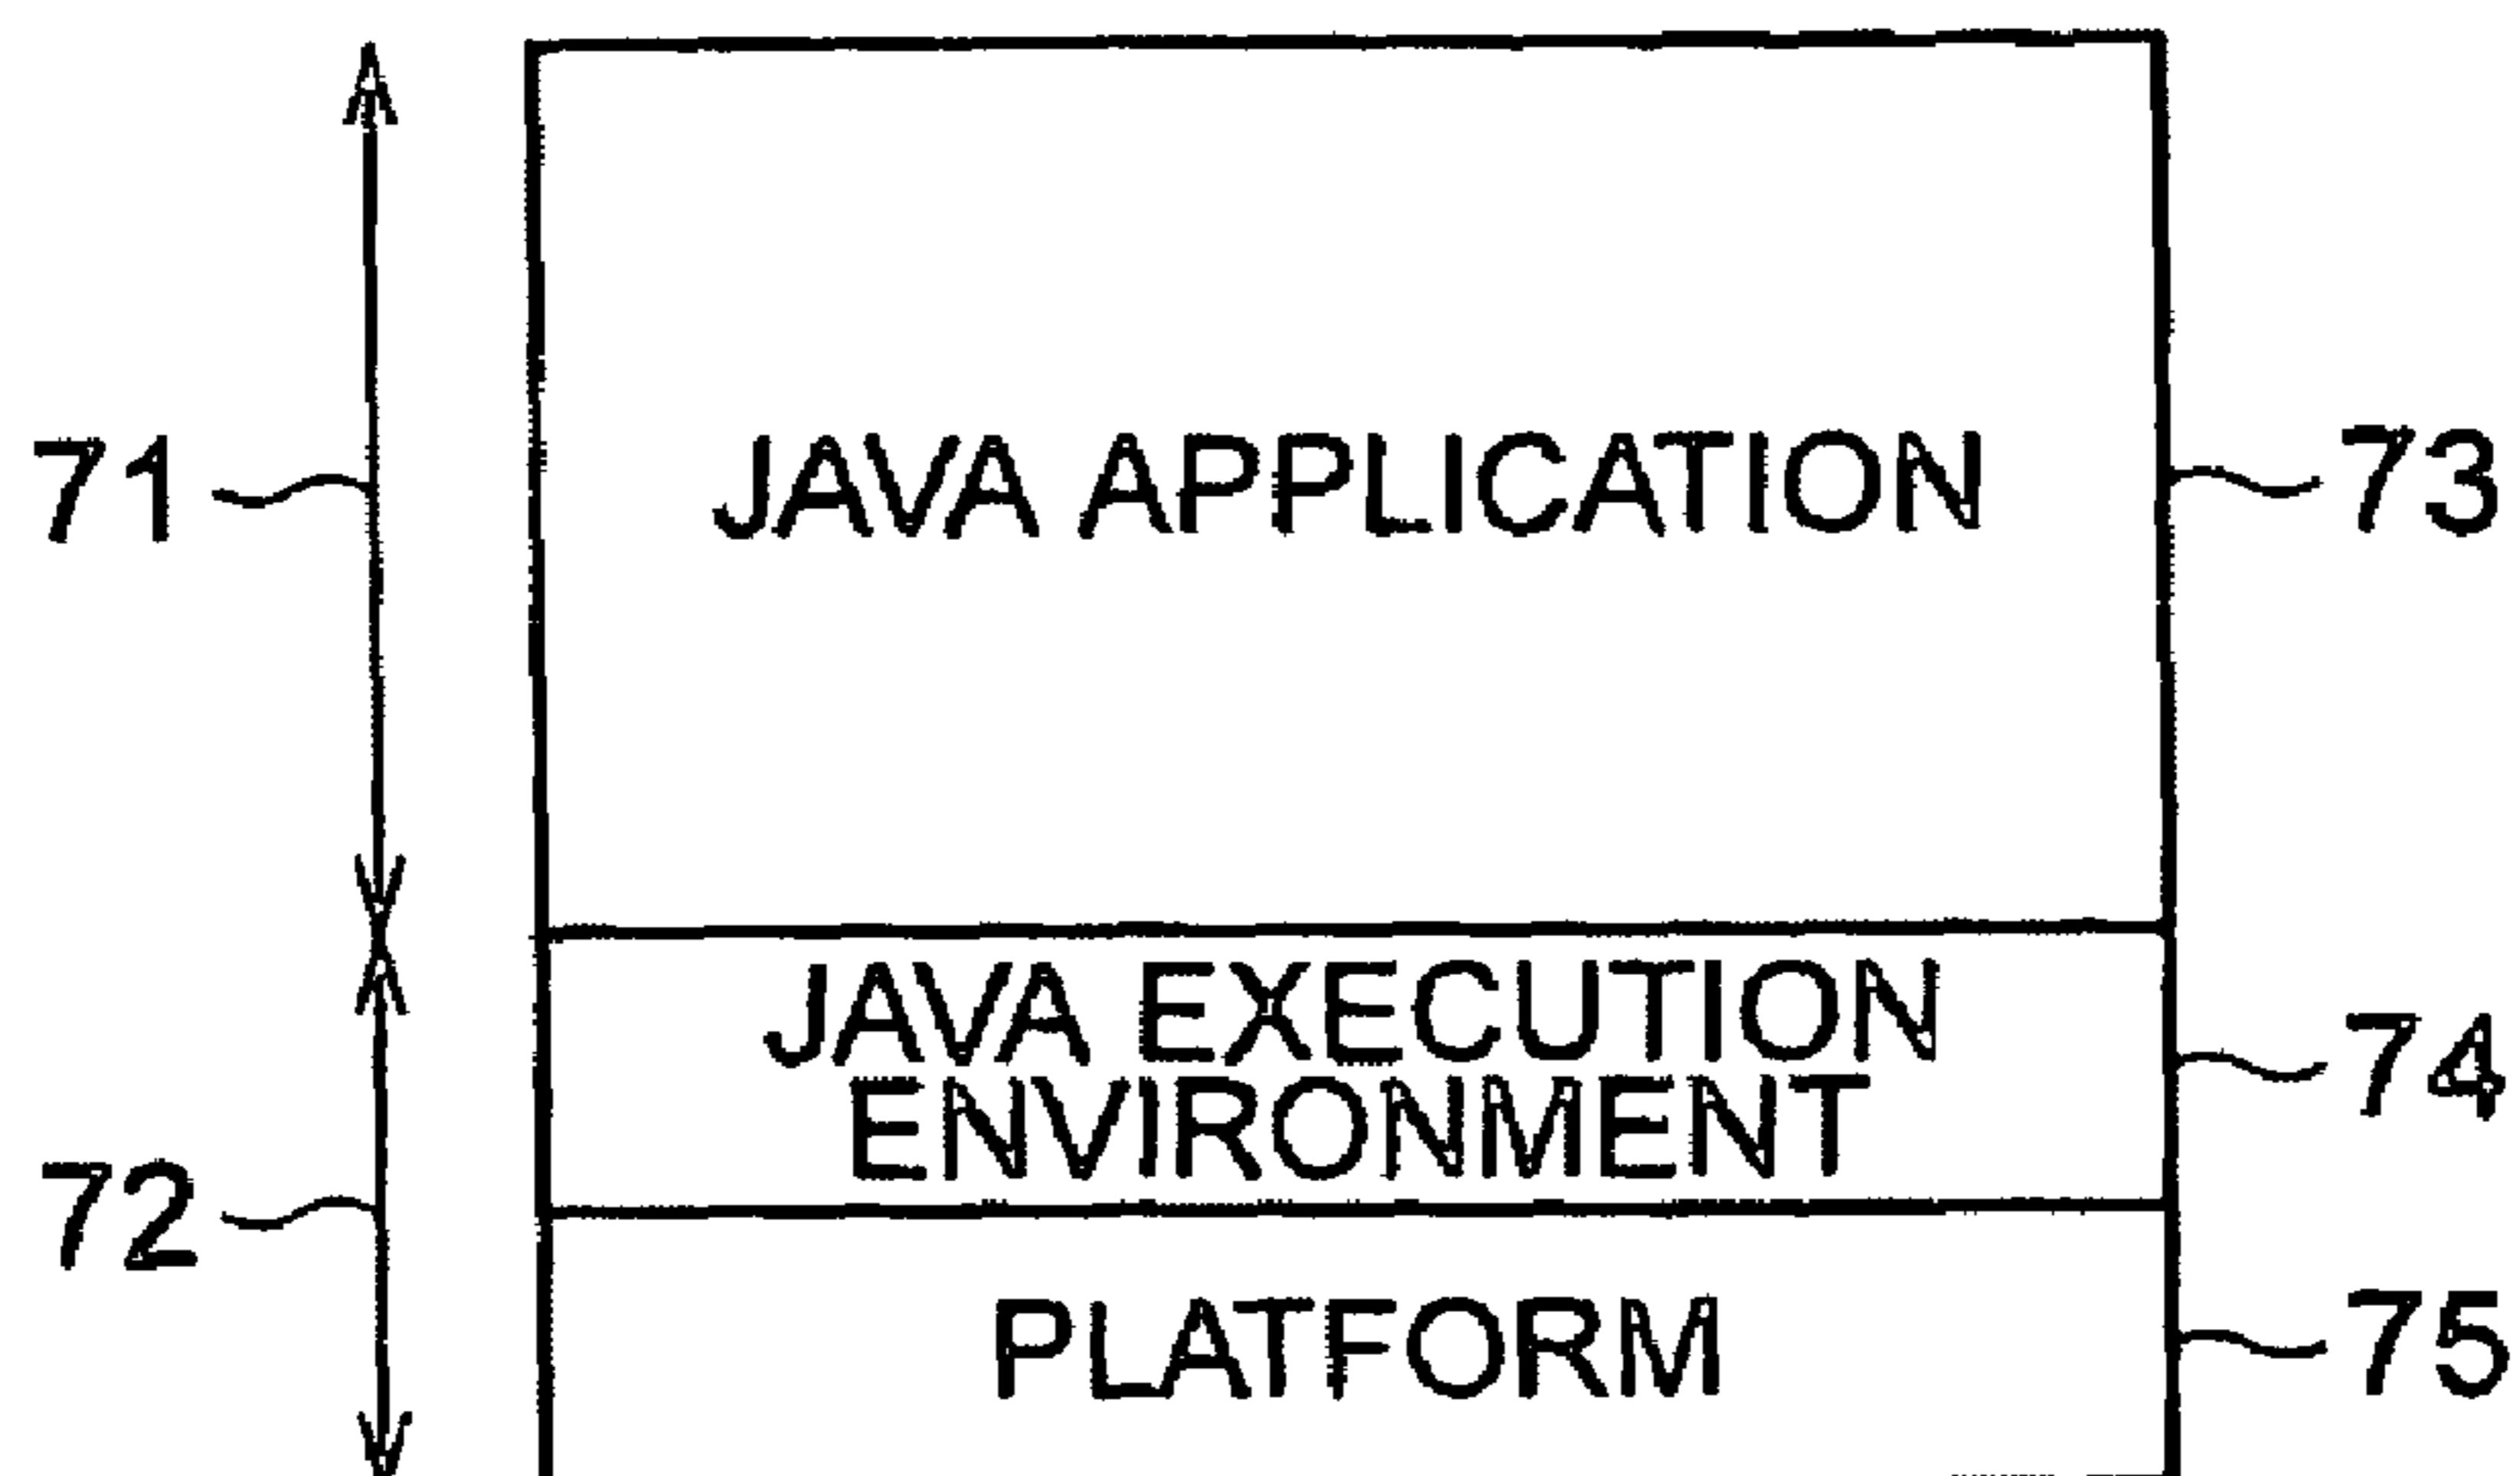 71
JAVA APPLICATION
73
JAVA EXECUTION
ENVIRONMENT
74
72
PLATFORM
75